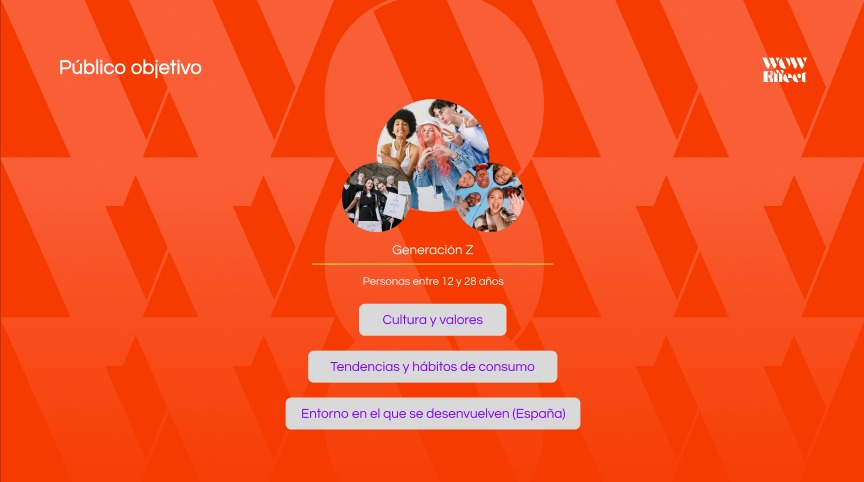 Público objetivo
WOW
Effect
Generación Z
Personas entre 12 y 28 años
Cultura y valores
Tendencias y hábitos de consumo
Entorno en el que se desenvuelven (España)